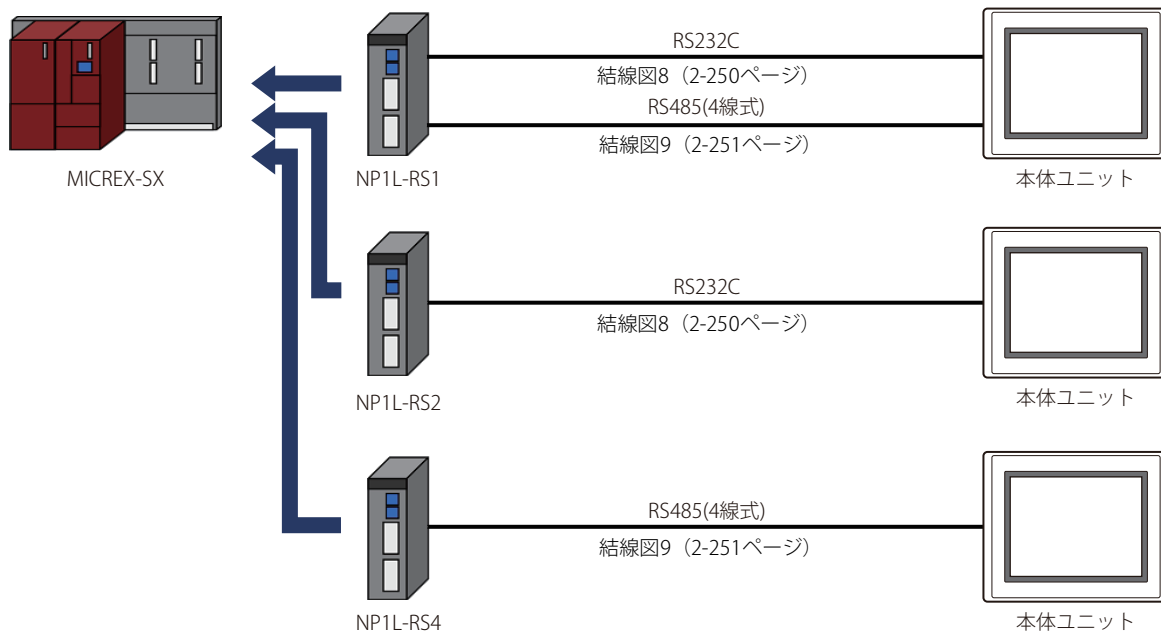 RS232C
結線図8（2-250ページ）
RS485(4線式)
結線図9（2-251ページ）
MICREX-SX
NP1L-RS1
本体ユニット
RS232C
結線図8（2-250ページ）
NP1L-RS2
本体ユニット
RS485(4線式)
結線図9（2-251ページ）
NP1L-RS4
本体ユニット